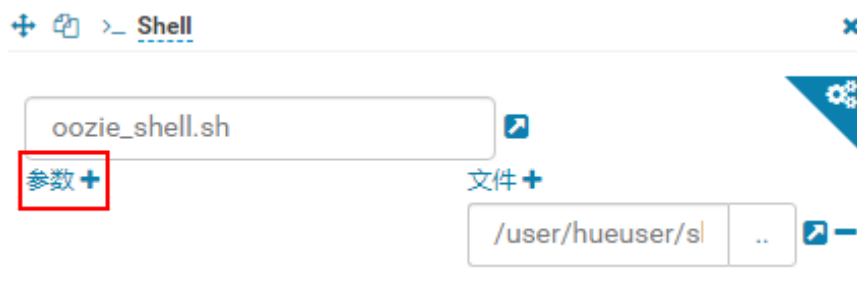 Shell
oozie_shell.sh
参数
文件
/user/hueuser/sl ..